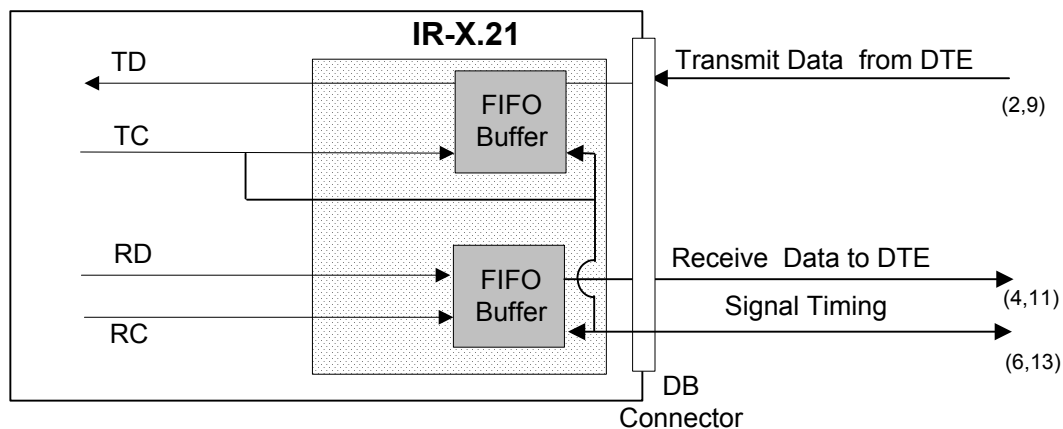 IR-X.21
TD
Transmit Data from DTE
(2,9)
FIFO
Buffer
TC
RD
FIFO
Buffer
Receive Data to DTE
(4,11)
Signal Timing
RC
(6,13)
DB
Connector